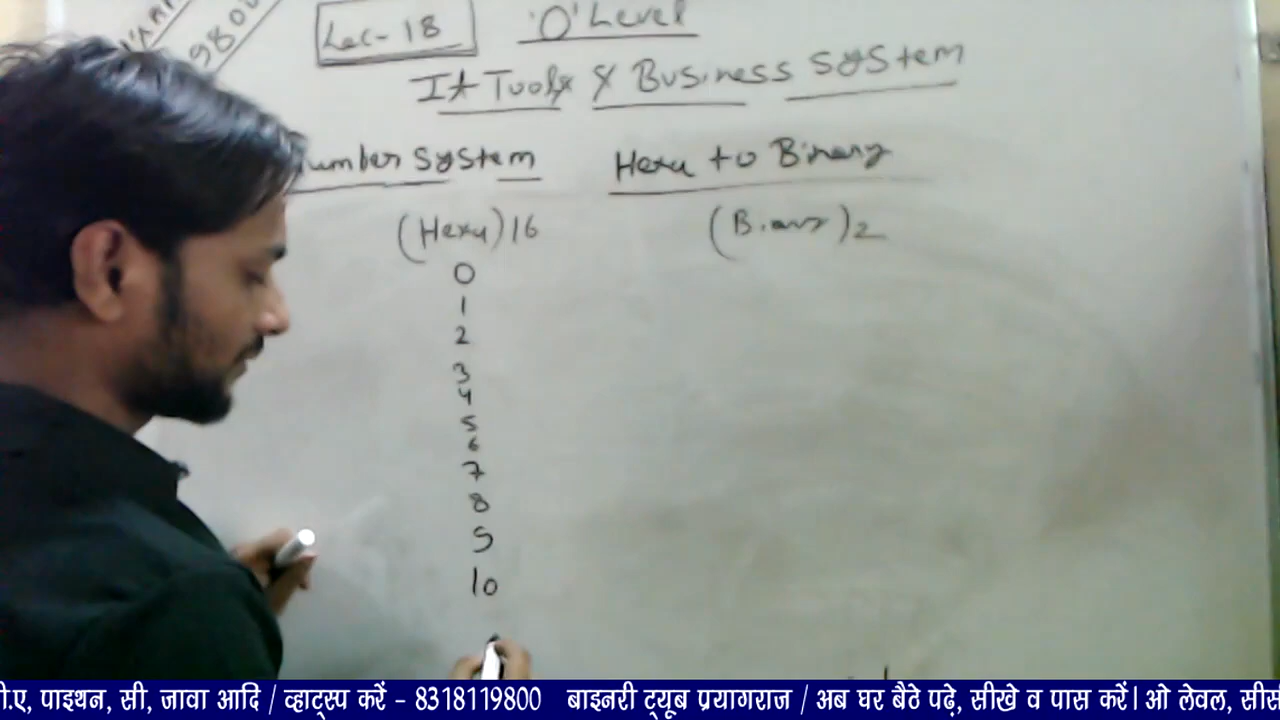 980
Lec-18
'O' Level
IT Tools & Business System
Number System
Hexa to Binary
(Hexa)16
(Binary)2
0
1
2
3
4
5
6
7
8
9
10
पाइथन, सी, जावा आदि / व्हाट्स्प करें - 8318119800 बाइनरी ट्यूब प्रयागराज / अब घर बैठे पढ़े, सीखे व पास करें। ओ लेवल,